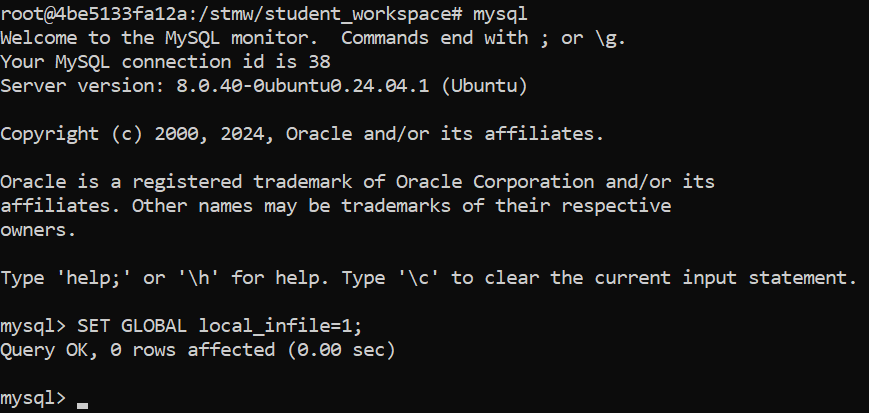 root@4be5133fa12a:/stmw/student_workspace# mysql
Welcome to the MySQL monitor.  Commands end with ; or \g.
Your MySQL connection id is 38
Server version: 8.0.40-0ubuntu0.24.04.1 (Ubuntu)
Copyright (c) 2000, 2024, Oracle and/or its affiliates.
Oracle is a registered trademark of Oracle Corporation and/or its
affiliates. Other names may be trademarks of their respective
owners.
Type 'help;' or '\h' for help. Type '\c' to clear the current input statement.
mysql> SET GLOBAL local_infile=1;
Query OK, 0 rows affected (0.00 sec)
mysql>